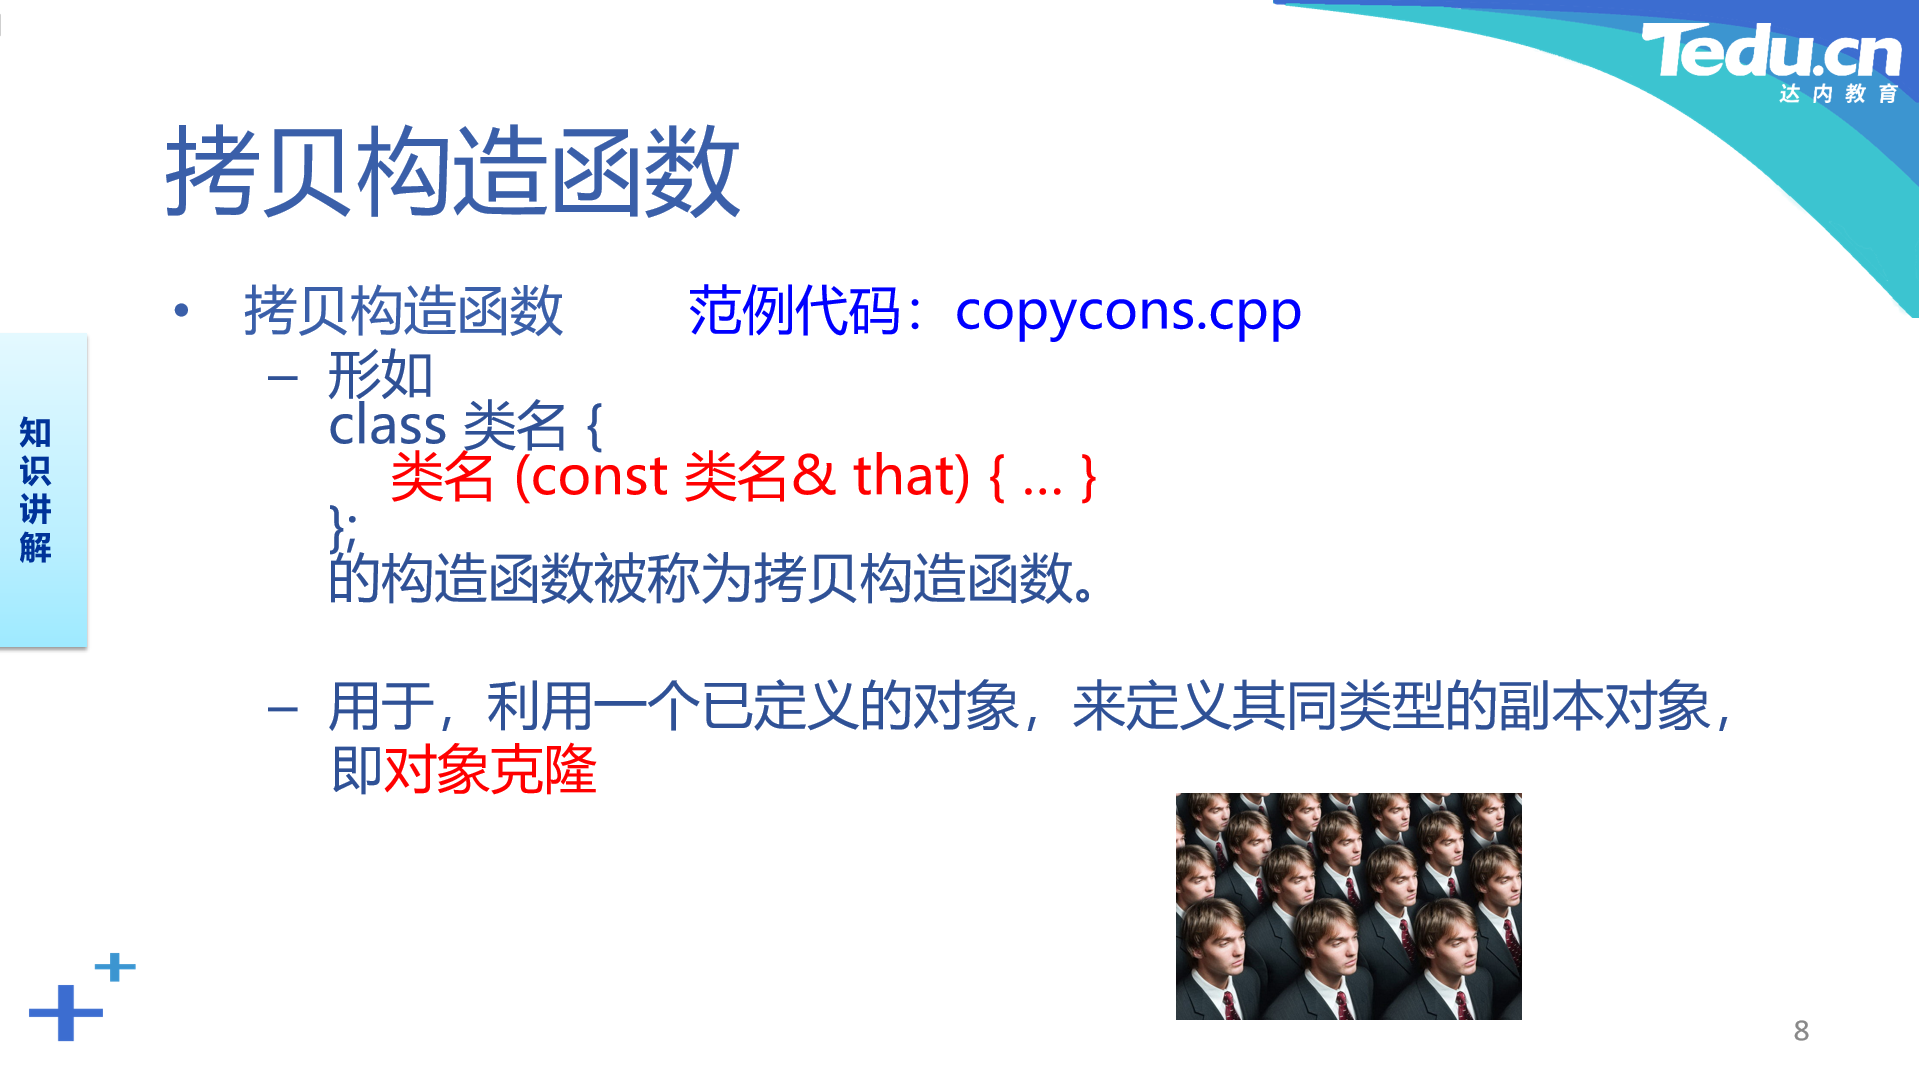 Tedu.cn
达内教育
拷贝构造函数
• 拷贝构造函数 范例代码：copycons.cpp
– 形如
class 类名 {
类名 (const 类名& that) { … }
};
的构造函数被称为拷贝构造函数。
– 用于，利用一个已定义的对象，来定义其同类型的副本对象，
即对象克隆
知
识
讲
解
8